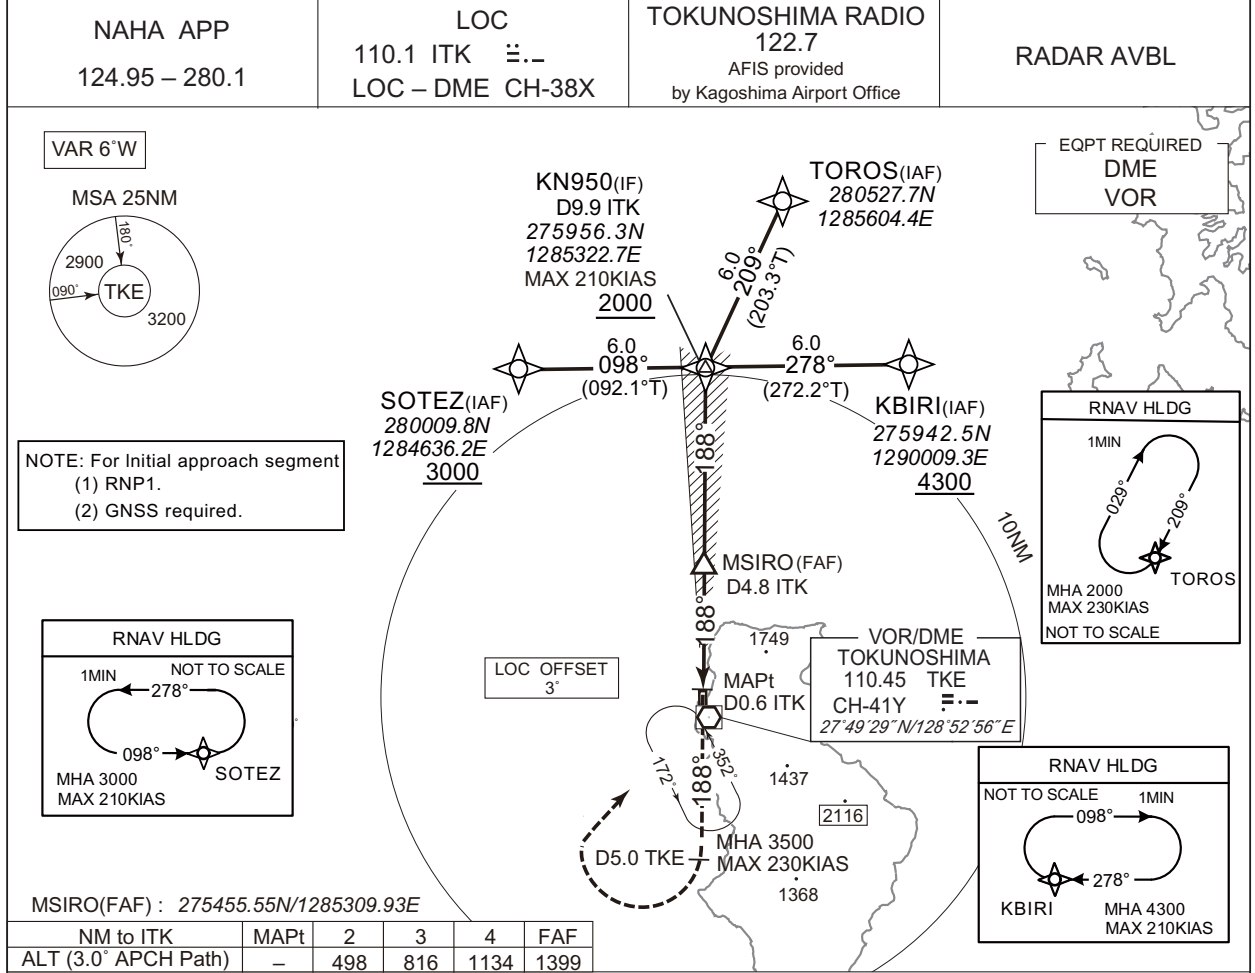 NAHA APP
124.95 – 280.1
LOC
110.1 ITK
LOC – DME CH-38X
TOKUNOSHIMA RADIO
122.7
AFIS provided
by Kagoshima Airport Office
RADAR AVBL
VAR 6°W
MSA 25NM
180°
2900
090°
TKE
3200
KN950(IF)
D9.9 ITK
275956.3N
1285322.7E
MAX 210KIAS
2000
TOROS(IAF)
280527.7N
1285604.4E
6.0
209°
(203.3°T)
EQPT REQUIRED
DME
VOR
6.0
098°
(092.1°T)
6.0
278°
(272.2°T)
SOTEZ(IAF)
280009.8N
1284636.2E
3000
KBIRI(IAF)
275942.5N
1290009.3E
4300
NOTE: For Initial approach segment
(1) RNP1.
(2) GNSS required.
188°
10NM
RNAV HLDG
1MIN
029°
209°
TOROS
MHA 2000
MAX 230KIAS
NOT TO SCALE
MSIRO(FAF)
D4.8 ITK
188°
RNAV HLDG
NOT TO SCALE
1MIN
278°
098°
SOTEZ
MHA 3000
MAX 210KIAS
LOC OFFSET
3°
1749
MAPt
D0.6 ITK
VOR/DME
TOKUNOSHIMA
110.45 TKE
CH-41Y
27°49′29″N/128°52′56″E
172°
188°
352°
1437
2116
D5.0 TKE
MHA 3500
MAX 230KIAS
1368
RNAV HLDG
NOT TO SCALE
1MIN
098°
278°
KBIRI
MHA 4300
MAX 210KIAS
MSIRO(FAF) : 275455.55N/1285309.93E
NM to ITK MAPt 2 3 4 FAF
ALT (3.0° APCH Path) – 498 816 1134 1399